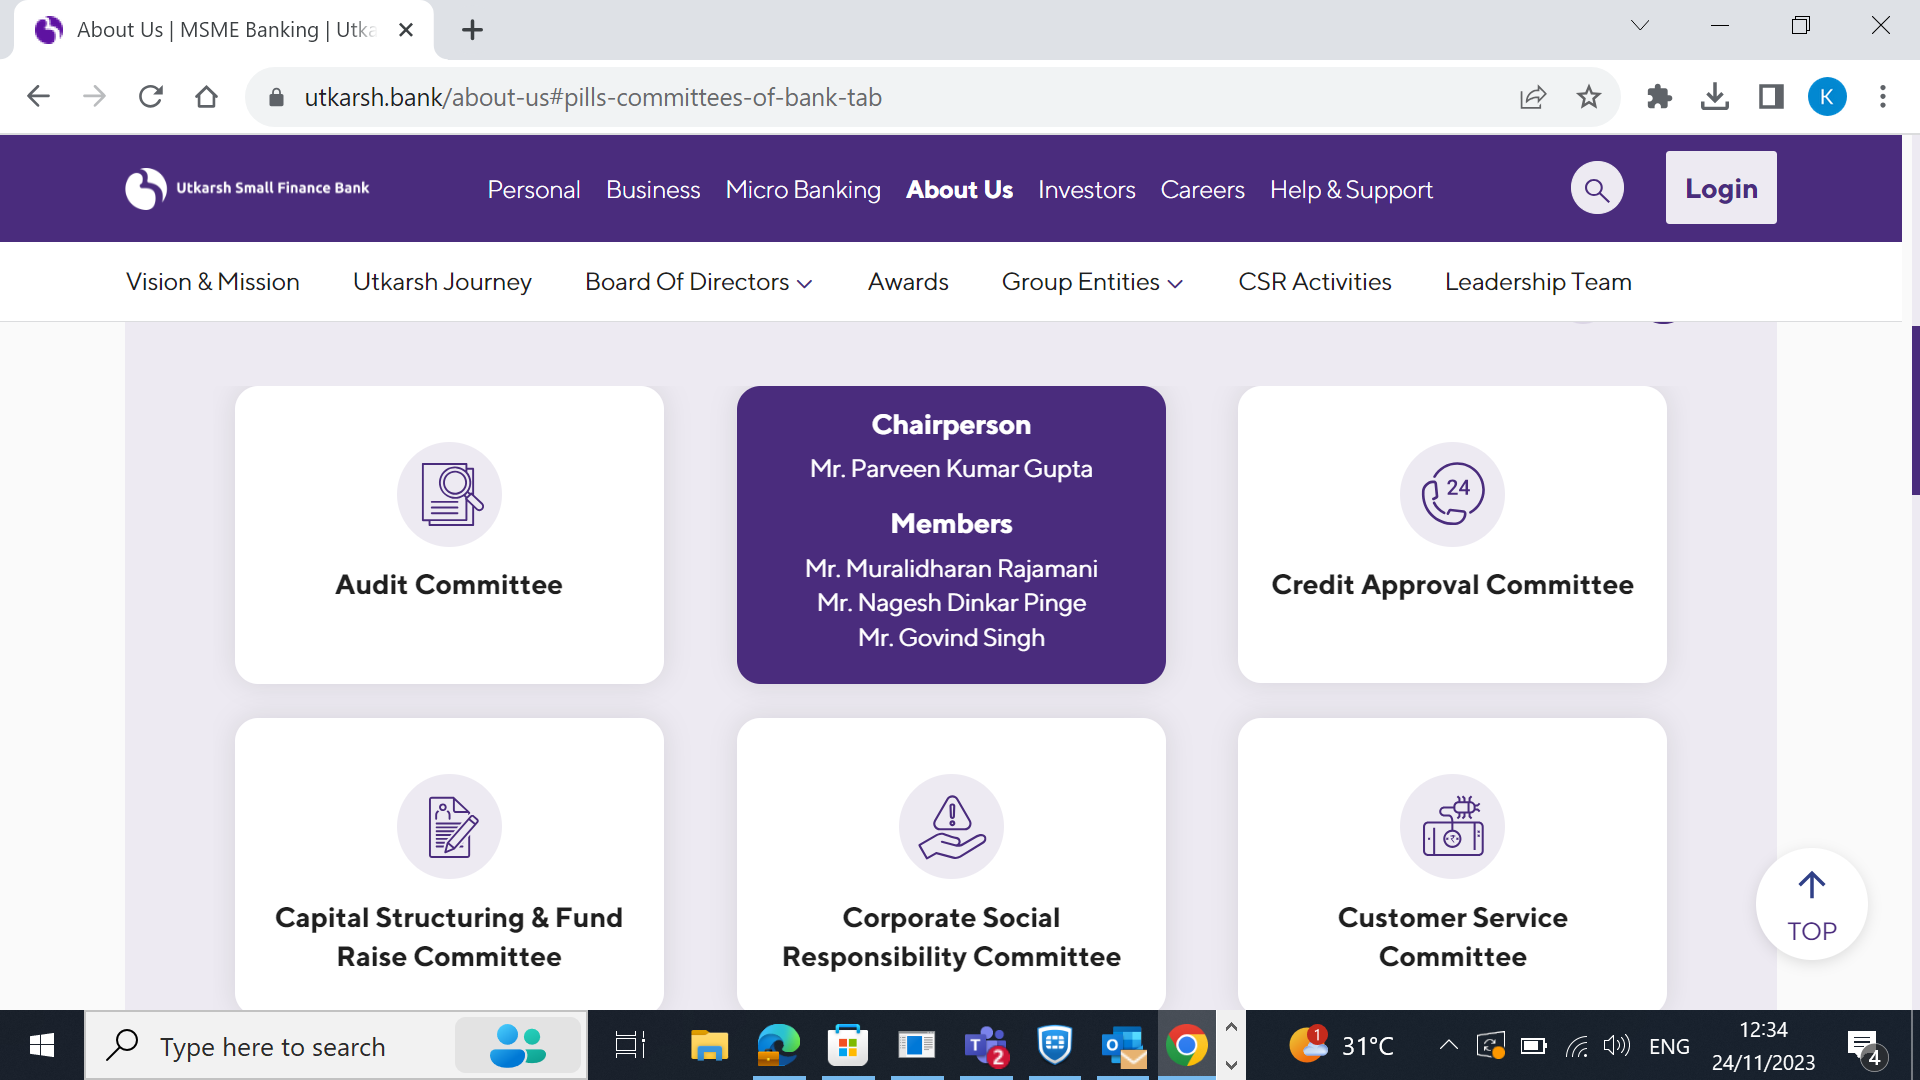 About Us | MSME Banking | Utka
utkarsh.bank/about-us#pills-committees-of-bank-tab
K
Utkarsh Small Finance Bank
Personal Business Micro Banking About Us Investors Careers Help & Support
Login
Vision & Mission Utkarsh Journey Board Of Directors Awards Group Entities CSR Activities Leadership Team
Audit Committee
Chairperson
Mr. Parveen Kumar Gupta
Members
Mr. Muralidharan Rajamani
Mr. Nagesh Dinkar Pinge
Mr. Govind Singh
24
Credit Approval Committee
Capital Structuring & Fund
Raise Committee
Corporate Social
Responsibility Committee
Customer Service
Committee
TOP
Type here to search
T
2
O
1
31°C
ENG
12:34
24/11/2023
4